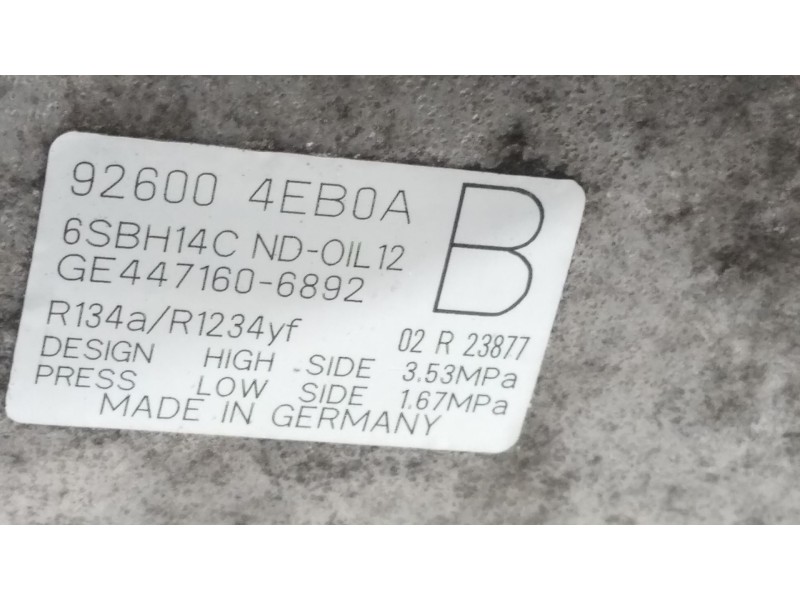 92600 4EB0A
B
6SBH14C ND-OIL12
GE447160-6892
R134a/R1234yf
02 R 23877
DESIGN HIGH SIDE 3.53MPa
PRESS LOW SIDE 1.67MPa
MADE IN GERMANY